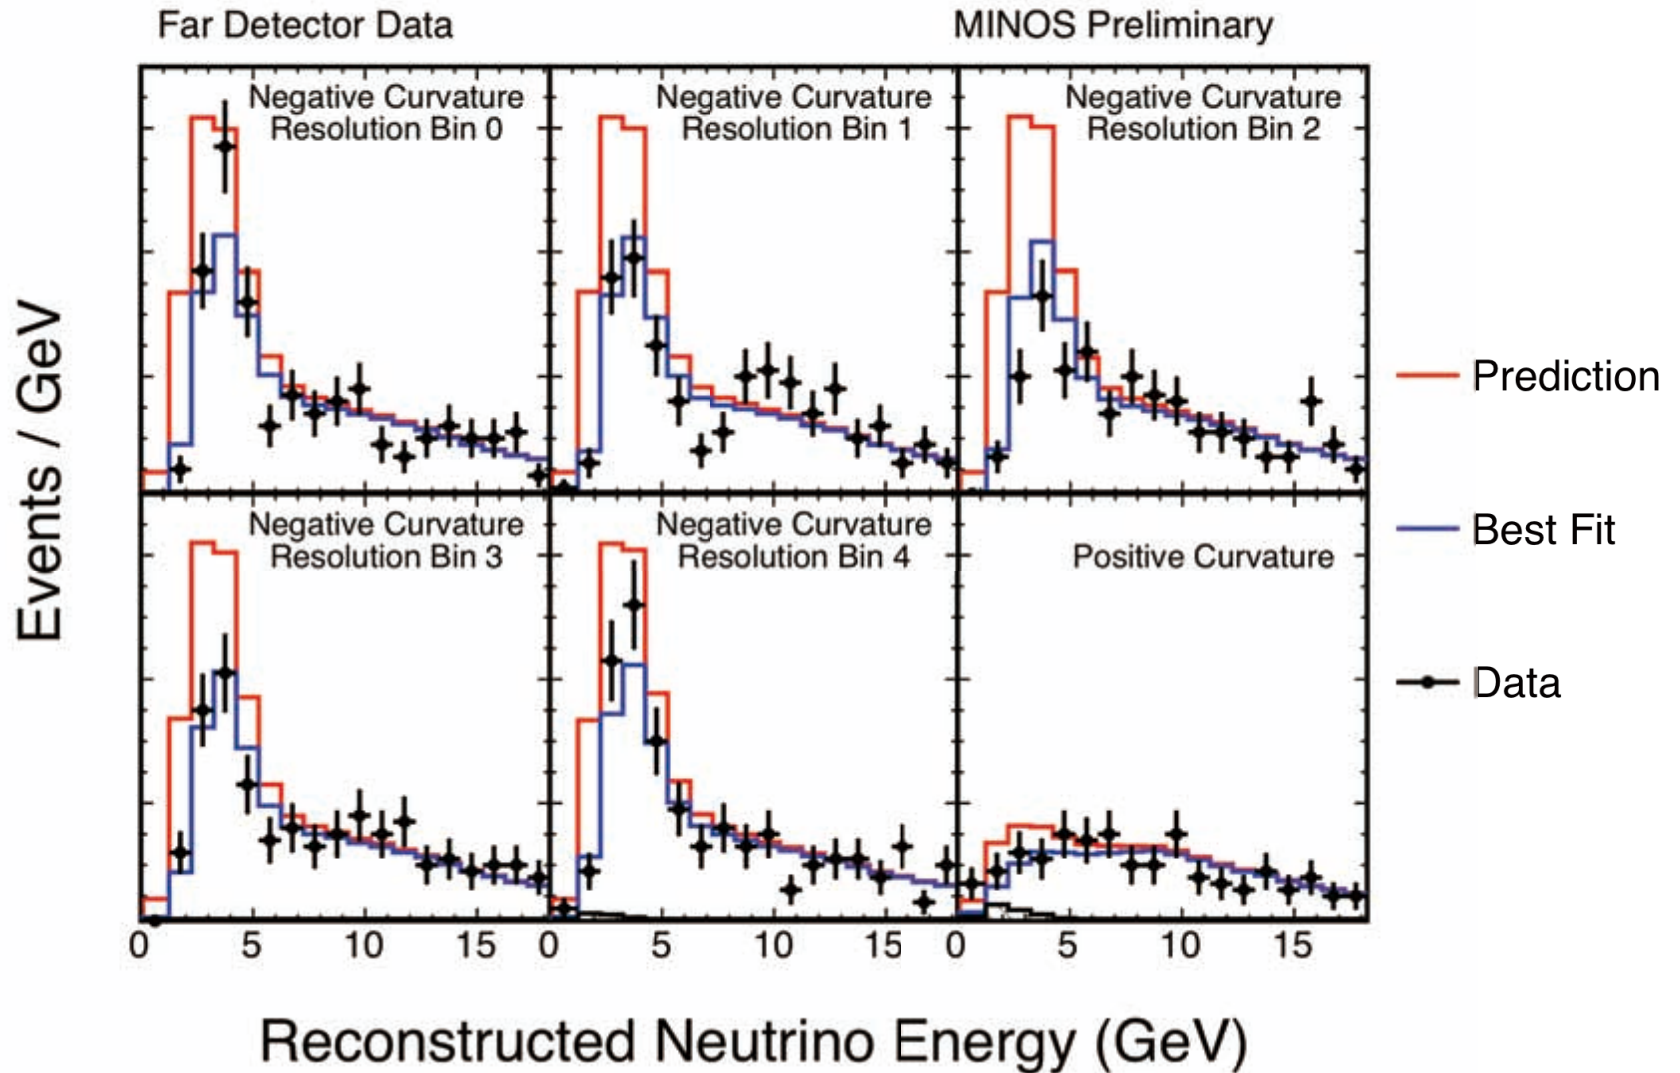 Far Detector Data
MINOS Preliminary
Negative Curvature
Resolution Bin 0
Negative Curvature
Resolution Bin 1
Negative Curvature
Resolution Bin 2
Negative Curvature
Resolution Bin 3
Negative Curvature
Resolution Bin 4
Positive Curvature
Events / GeV
0 5 10 15 0 5 10 15 0 5 10 15
Reconstructed Neutrino Energy (GeV)
Prediction
Best Fit
Data